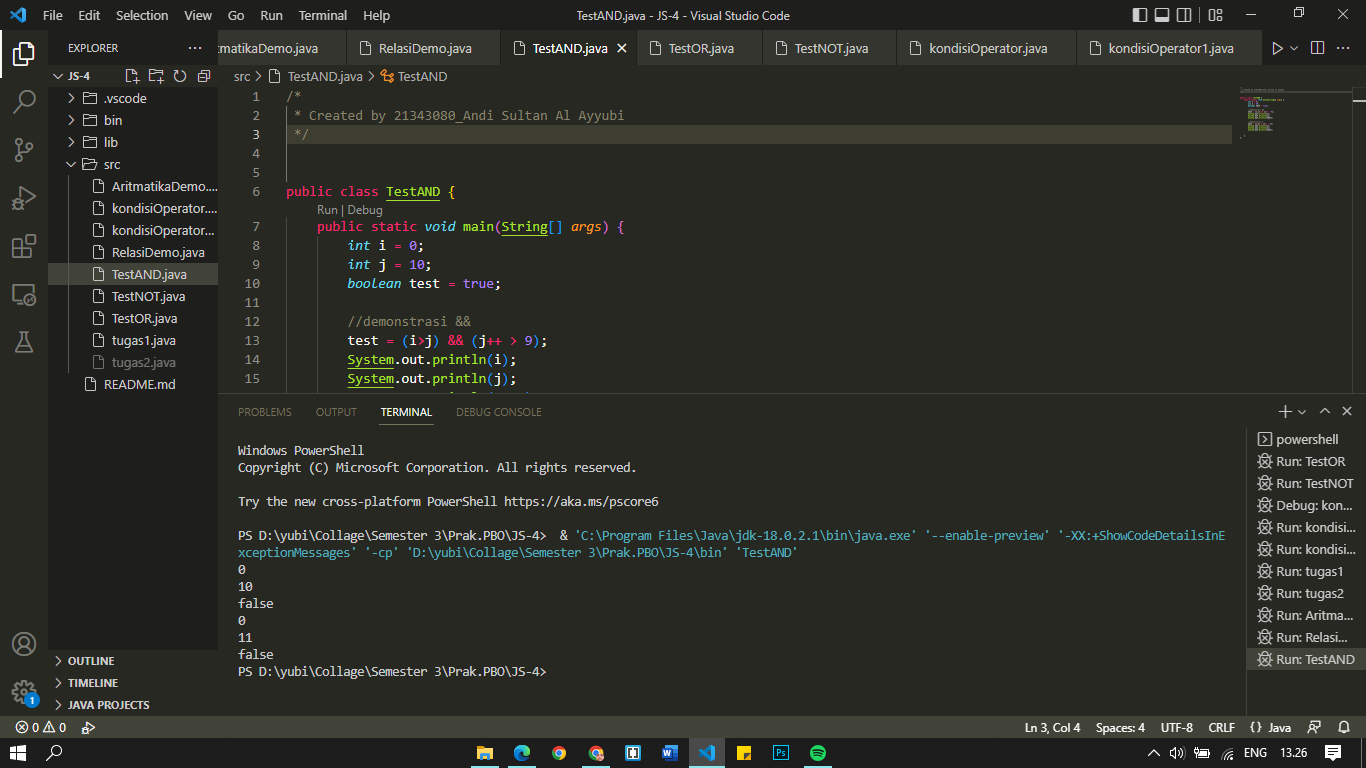 File Edit Selection View Go Run Terminal Help
TestAND.java - JS-4 - Visual Studio Code
EXPLORER
tmatikaDemo.java RelasiDemo.java TestAND.java TestOR.java TestNOT.java kondisiOperator.java kondisiOperator1.java
JS-4
src > TestAND.java > TestAND
.vscode
bin
lib
src
AritmatikaDemo....
kondisiOperator....
kondisiOperator...
RelasiDemo.java
TestAND.java
TestNOT.java
TestOR.java
tugas1.java
tugas2.java
README.md
OUTLINE
TIMELINE
JAVA PROJECTS
1 /*
2 * Created by 21343080_Andi Sultan Al Ayyubi
3 */
4
5
6 public class TestAND {
Run | Debug
7 public static void main(String[] args) {
8 int i = 0;
9 int j = 10;
10 boolean test = true;
11
12 //demonstrasi &&
13 test = (i>j) && (j++ > 9);
14 System.out.println(i);
15 System.out.println(j);
PROBLEMS OUTPUT TERMINAL DEBUG CONSOLE
Windows PowerShell
Copyright (C) Microsoft Corporation. All rights reserved.
Try the new cross-platform PowerShell https://aka.ms/pscore6
PS D:\yubi\Collage\Semester 3\Prak.PBO\JS-4> & 'C:\Program Files\Java\jdk-18.0.2.1\bin\java.exe' '--enable-preview' '-XX:+ShowCodeDetailsInE
xceptionMessages' '-cp' 'D:\yubi\Collage\Semester 3\Prak.PBO\JS-4\bin' 'TestAND'
0
10
false
0
11
false
PS D:\yubi\Collage\Semester 3\Prak.PBO\JS-4>
powershell
Run: TestOR
Run: TestNOT
Debug: kon...
Run: kondisi...
Run: kondisi...
Run: tugas1
Run: tugas2
Run: Aritma...
Run: Relasi...
Run: TestAND
1
0 0
Ln 3, Col 4 Spaces: 4 UTF-8 CRLF {} Java
ENG 13.26